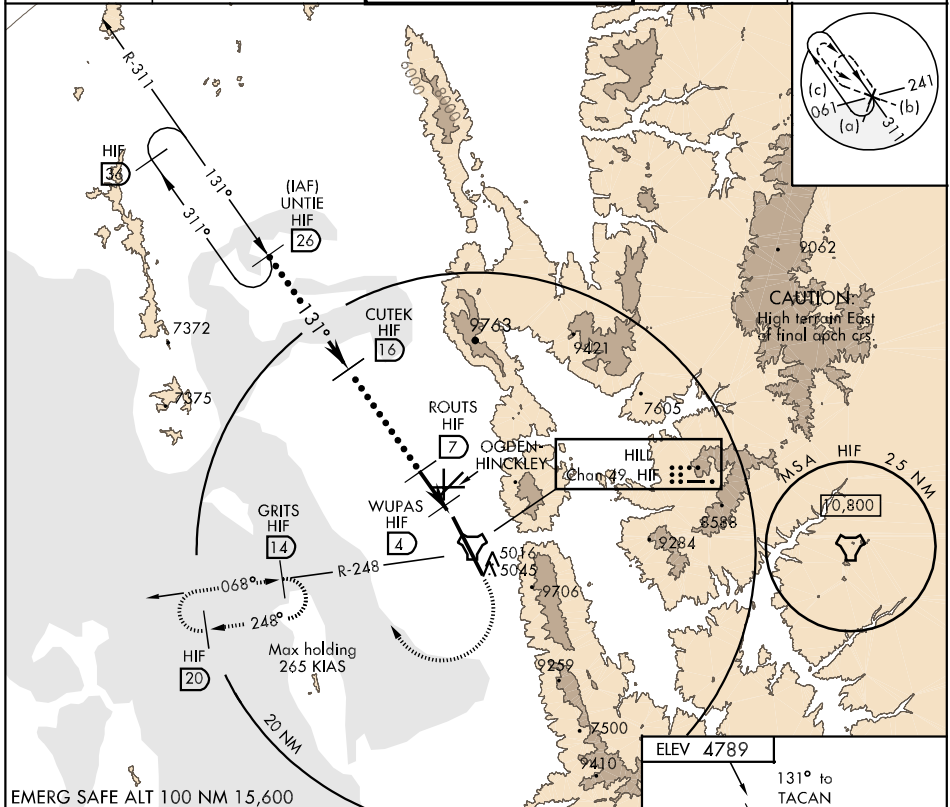 R-311
HIF
36
131°
311°
(IAF)
UNTIE
HIF
26
131°
6000
8000
(c)
061
(a)
(b)
241
311
9062
CAUTION:
High terrain East
of final apch crs.
7372
7375
CUTEK
HIF
16
9763
9421
7605
ROUTS
HIF
7
OGDEN-
HINCKLEY
HILL
Chan 49 HIF
8588
9284
MSA HIF 25 NM
10,800
GRITS
HIF
14
WUPAS
HIF
4
R-248
068°
248°
5016
5045
9706
HIF
20
Max holding
265 KIAS
9259
7500
9410
20 NM
ELEV 4789
131° to
TACAN
EMERG SAFE ALT 100 NM 15,600